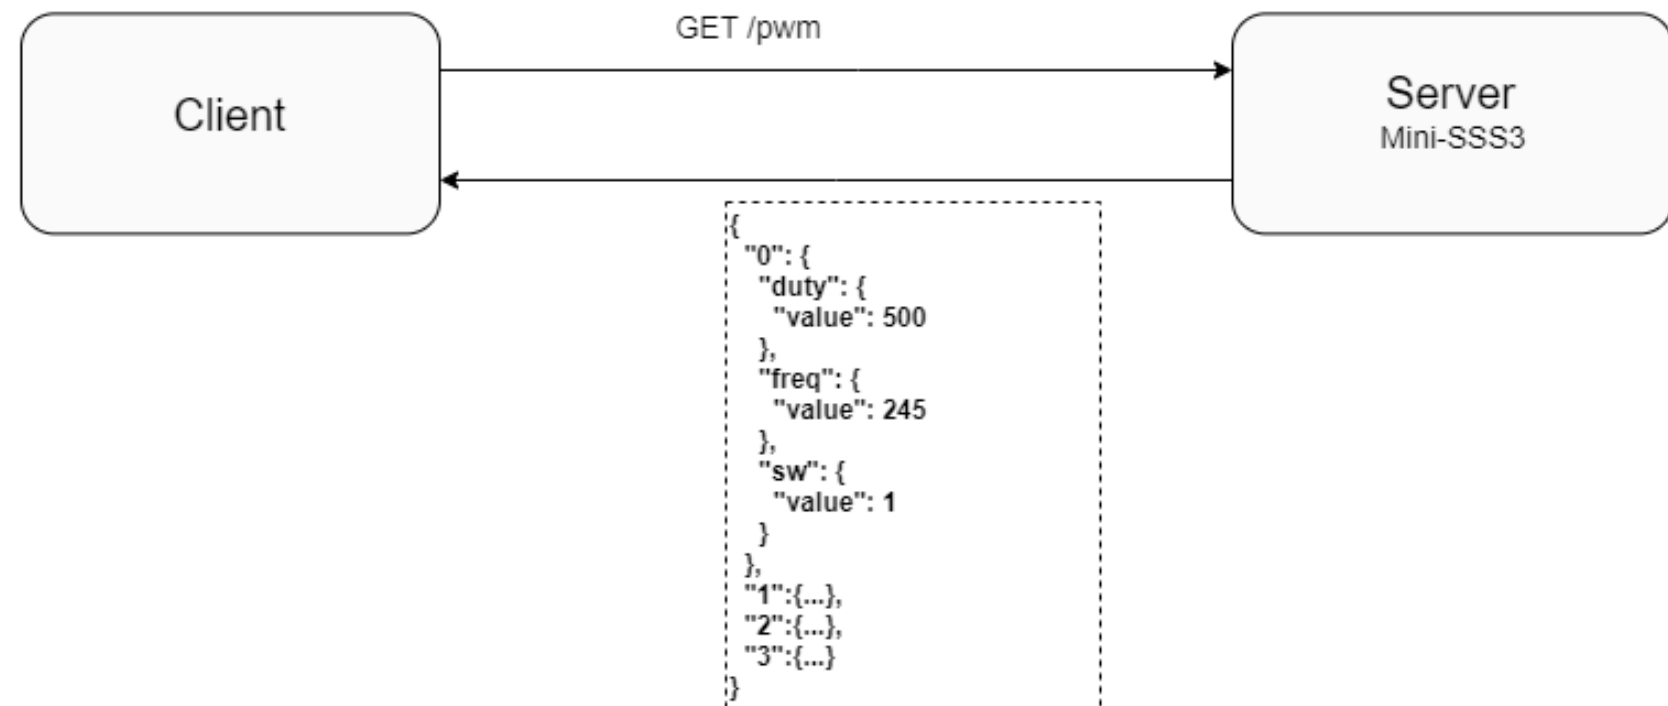 GET /pwm
Client
Server
Mini-SSS3
{
"0": {
"duty": {
"value": 500
},
"freq": {
"value": 245
},
"sw": {
"value": 1
}
},
"1":{...},
"2":{...},
"3":{...}
}